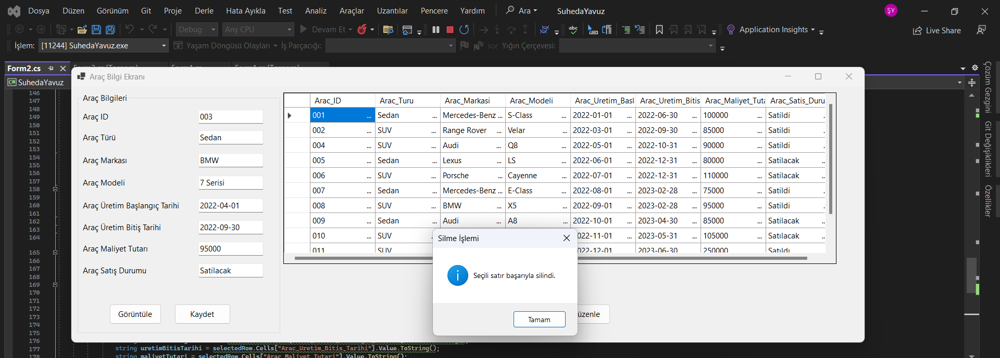 Dosya Düzen Görünüm Git Proje Derle Hata Ayıkla Test Analiz Araçlar Uzantılar Pencere Yardım Ara SuhedaYavuz ŞY
Debug Any CPU Devam Et abc Application Insights Live Share
İşlem: [11244] SuhedaYavuz.exe Yaşam Döngüsü Olayları İş Parçacığı: Yığın Çerçevesi:
Form2.cs
C# SuhedaYavuz
Araç Bilgi Ekranı
Araç Bilgileri
Araç ID 003
Araç Türü Sedan
Araç Markası BMW
Araç Modeli 7 Serisi
Araç Üretim Başlangıç Tarihi 2022-04-01
Araç Üretim Bitiş Tarihi 2022-09-30
Araç Maliyet Tutarı 95000
Araç Satış Durumu Satilacak
Görüntüle Kaydet
Arac_ID Arac_Turu Arac_Markasi Arac_Modeli Arac_Uretim_Basl Arac_Uretim_Bitis Arac_Maliyet_Tuta Arac_Satis_Duru
001 ... Sedan ... Mercedes-Benz ... S-Class ... 2022-01-01 ... 2022-06-30 ... 100000 ... Satildi
002 ... SUV ... Range Rover ... Velar ... 2022-03-01 ... 2022-09-30 ... 85000 ... Satildi
004 ... SUV ... Audi ... Q8 ... 2022-05-01 ... 2022-10-31 ... 90000 ... Satildi
005 ... Sedan ... Lexus ... LS ... 2022-06-01 ... 2022-12-31 ... 80000 ... Satilacak
006 ... SUV ... Porsche ... Cayenne ... 2022-07-01 ... 2022-12-31 ... 110000 ... Satilacak
007 ... Sedan ... Mercedes-Benz ... E-Class ... 2022-08-01 ... 2023-02-28 ... 75000 ... Satildi
008 ... SUV ... BMW ... X5 ... 2022-09-01 ... 2023-02-28 ... 95000 ... Satildi
009 ... Sedan ... Audi ... A8 ... 2022-10-01 ... 2023-04-30 ... 85000 ... Satilacak
010 ... SUV 022-11-01 ... 2023-05-31 ... 105000 ... Satılacak
011 SUV 022-12-01 2023-06-30 250000 Satıldı
Silme İşlemi
Seçili satır başarıyla silindi.
Tamam
üzenle
146
147
148
149
150
151
152
153
154
155
156
157
158
159
160
161
162
163
164
165
166
167
168
169
170
171
172
173
174
175
176
177 string uretimBitisTarihi = selectedRow.Cells["Arac_Uretim_Bitis_Tarihi"].Value.ToString();
178 string maliyetTutari = selectedRow.Cells["Arac_Maliyet_Tutari"].Value.ToString();
Çözüm Gezgini
Git Değişiklikleri
Özellikler